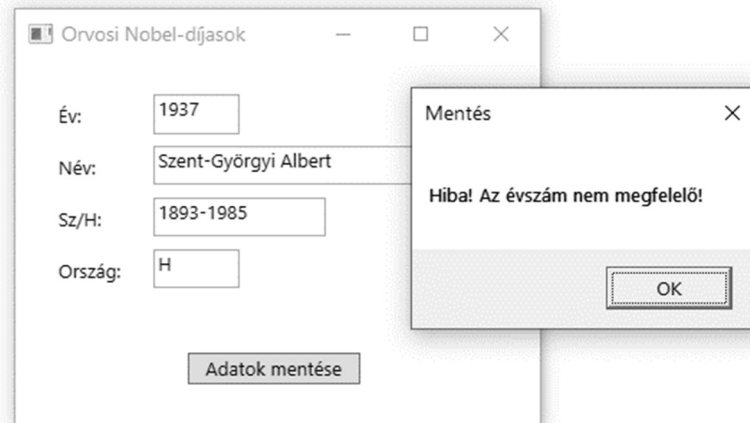 Orvosi Nobel-díjasok
Év: 1937
Név: Szent-Györgyi Albert
Sz/H: 1893-1985
Ország: H
Adatok mentése
Mentés
Hiba! Az évszám nem megfelelő!
OK